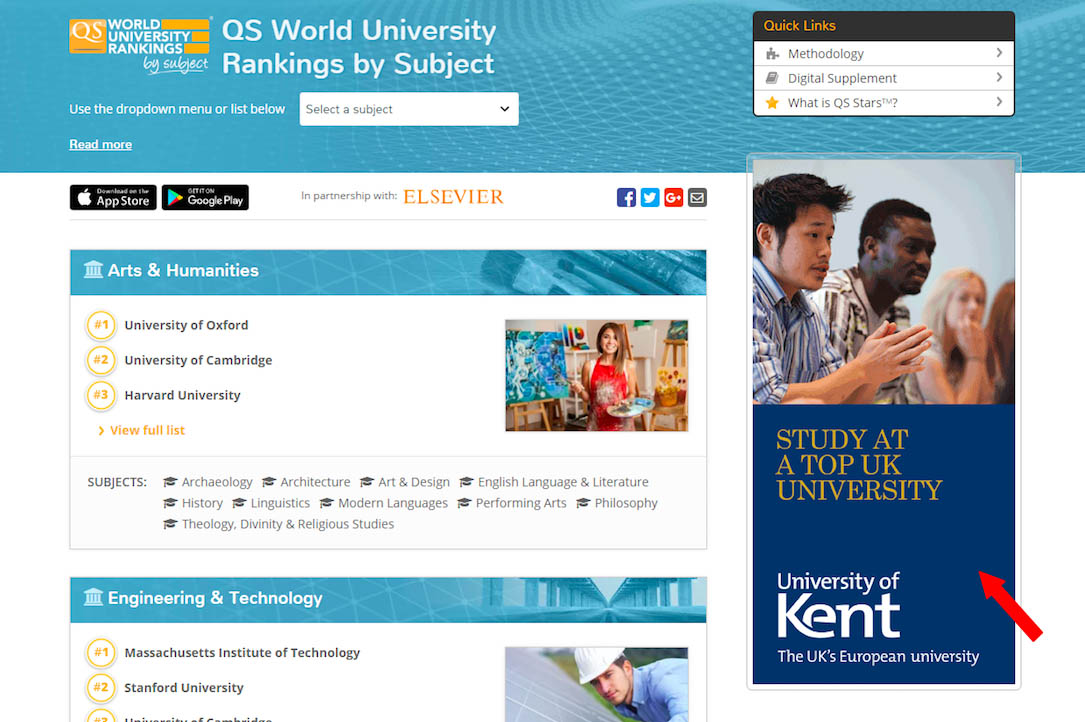 QS WORLD
UNIVERSITY
RANKINGS
by subject
QS World University
Rankings by Subject
Use the dropdown menu or list below
Select a subject
Read more
Quick Links
Methodology
Digital Supplement
What is QS Stars™?
Download on the
App Store
GET IT ON
Google Play
In partnership with: ELSEVIER
f
G+
Arts & Humanities
#1 University of Oxford
#2 University of Cambridge
#3 Harvard University
View full list
SUBJECTS: Archaeology Architecture Art & Design English Language & Literature
History Linguistics Modern Languages Performing Arts Philosophy
Theology, Divinity & Religious Studies
Engineering & Technology
#1 Massachusetts Institute of Technology
#2 Stanford University
#3 University of Cambridge
STUDY AT
A TOP UK
UNIVERSITY
University of
Kent
The UK's European university